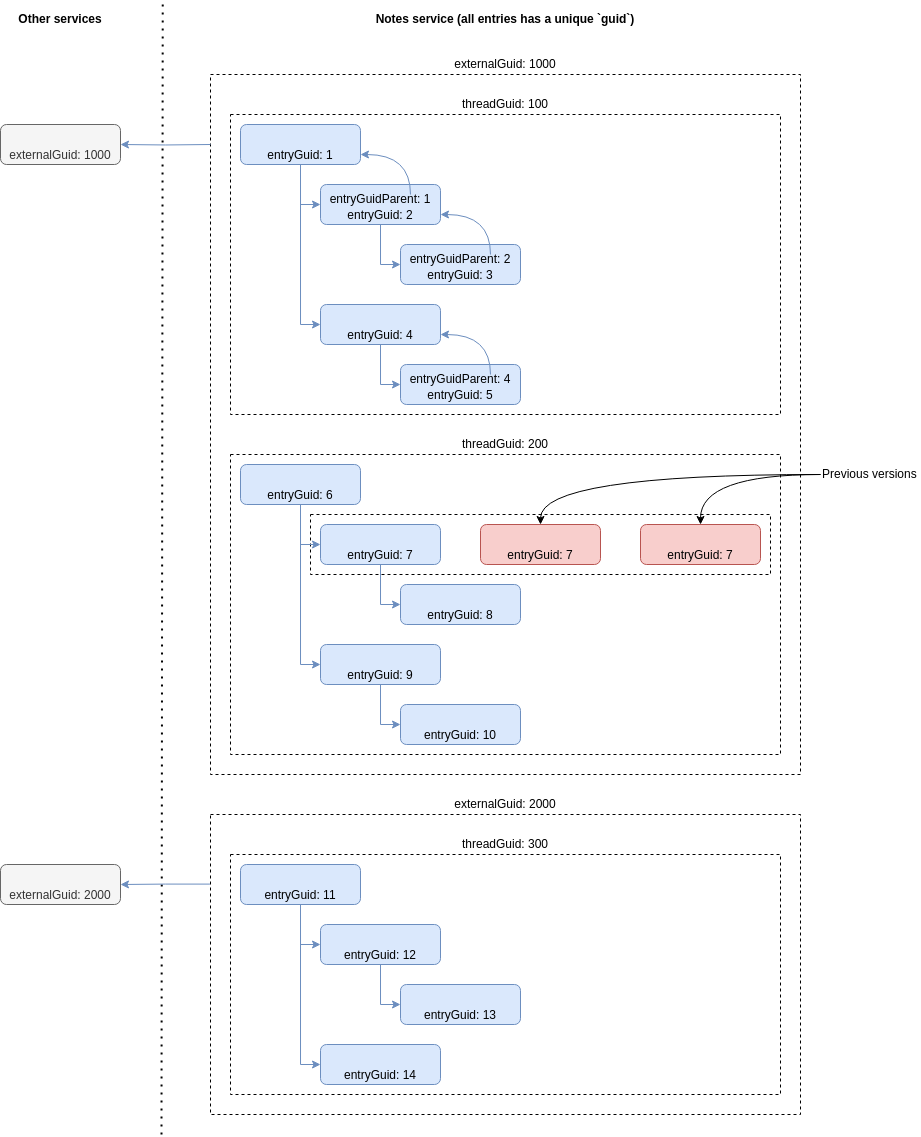 Other services
Notes service (all entries has a unique `guid`)
externalGuid: 1000
threadGuid: 100
externalGuid: 1000
entryGuid: 1
entryGuidParent: 1
entryGuid: 2
entryGuidParent: 2
entryGuid: 3
entryGuid: 4
entryGuidParent: 4
entryGuid: 5
threadGuid: 200
Previous versions
entryGuid: 6
entryGuid: 7
entryGuid: 7
entryGuid: 7
entryGuid: 8
entryGuid: 9
entryGuid: 10
externalGuid: 2000
threadGuid: 300
externalGuid: 2000
entryGuid: 11
entryGuid: 12
entryGuid: 13
entryGuid: 14